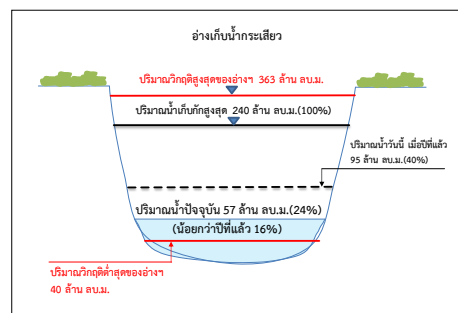 อ่างเก็บน้ำกระเสียว
ปริมาณวิกฤติสูงสุดของอ่างฯ 363 ล้าน ลบ.ม.
ปริมาณน้ำเก็บกักสูงสุด 240 ล้าน ลบ.ม.(100%)
ปริมาณน้ำวันนี้ เมื่อปีที่แล้ว
95 ล้าน ลบ.ม.(40%)
ปริมาณน้ำปัจจุบัน 57 ล้าน ลบ.ม.(24%)
(น้อยกว่าปีที่แล้ว 16%)
ปริมาณวิกฤติต่ำสุดของอ่างฯ
40 ล้าน ลบ.ม.